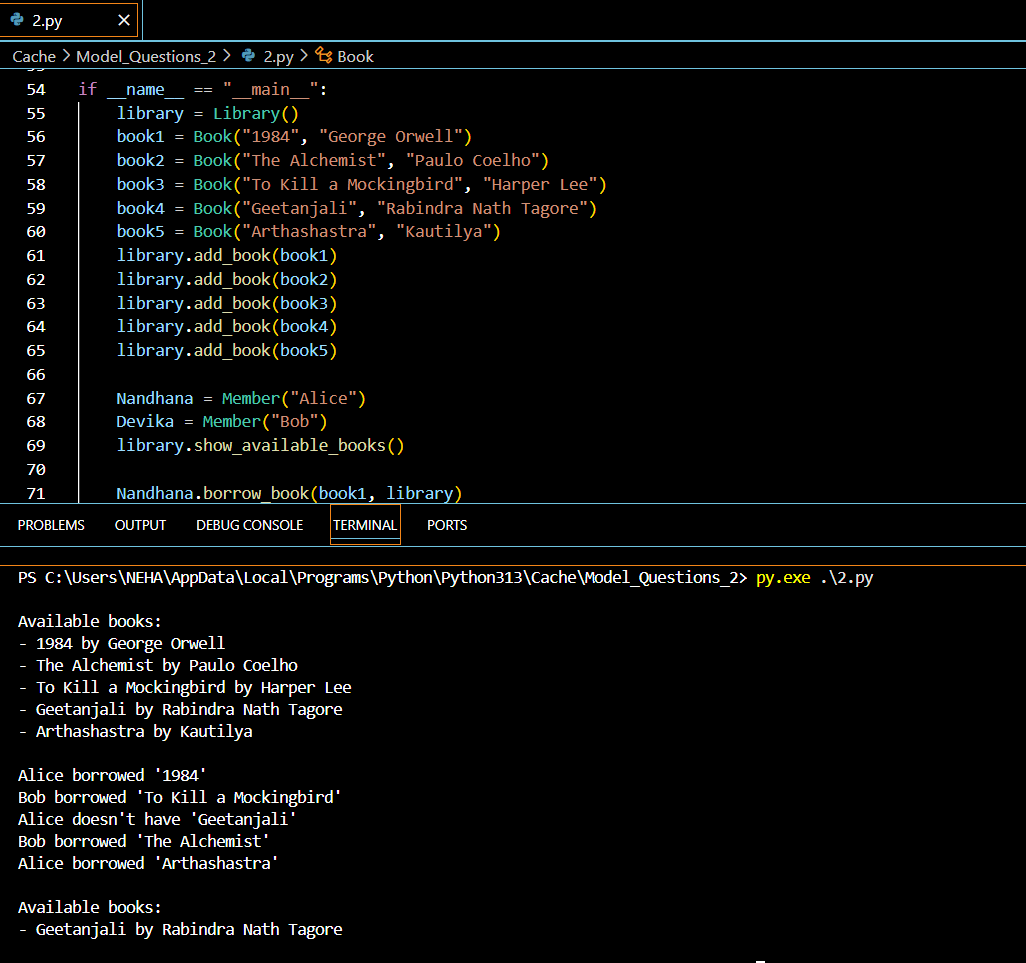 2.py
Cache > Model_Questions_2 > 2.py > Book
54 if __name__ == "__main__":
55 library = Library()
56 book1 = Book("1984", "George Orwell")
57 book2 = Book("The Alchemist", "Paulo Coelho")
58 book3 = Book("To Kill a Mockingbird", "Harper Lee")
59 book4 = Book("Geetanjali", "Rabindra Nath Tagore")
60 book5 = Book("Arthashastra", "Kautilya")
61 library.add_book(book1)
62 library.add_book(book2)
63 library.add_book(book3)
64 library.add_book(book4)
65 library.add_book(book5)
66
67 Nandhana = Member("Alice")
68 Devika = Member("Bob")
69 library.show_available_books()
70
71 Nandhana.borrow_book(book1, library)
PROBLEMS OUTPUT DEBUG CONSOLE TERMINAL PORTS
PS C:\Users\NEHA\AppData\Local\Programs\Python\Python313\Cache\Model_Questions_2> py.exe .\2.py
Available books:
- 1984 by George Orwell
- The Alchemist by Paulo Coelho
- To Kill a Mockingbird by Harper Lee
- Geetanjali by Rabindra Nath Tagore
- Arthashastra by Kautilya
Alice borrowed '1984'
Bob borrowed 'To Kill a Mockingbird'
Alice doesn't have 'Geetanjali'
Bob borrowed 'The Alchemist'
Alice borrowed 'Arthashastra'
Available books:
- Geetanjali by Rabindra Nath Tagore